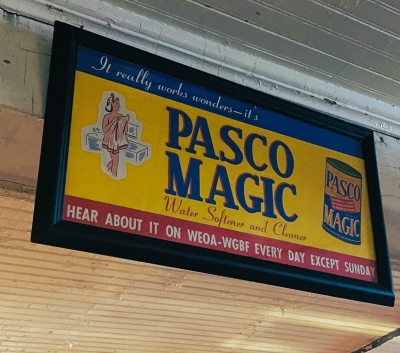 It really works wonders—it's
PASCO
MAGIC
Water Softener and Cleaner
PASCO
MAGIC
HEAR ABOUT IT ON WEOA-WGBF EVERY DAY EXCEPT SUNDAY